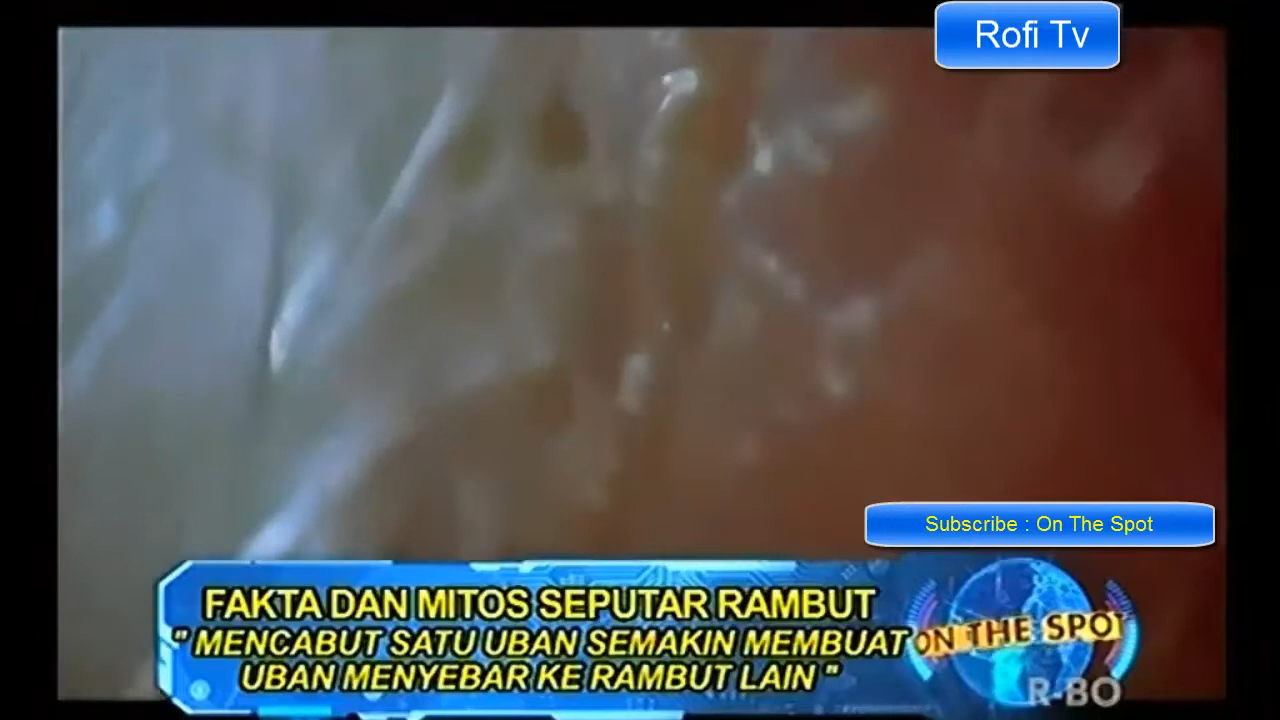 Rofi Tv
Subscribe : On The Spot
FAKTA DAN MITOS SEPUTAR RAMBUT
" MENCABUT SATU UBAN SEMAKIN MEMBUAT
UBAN MENYEBAR KE RAMBUT LAIN "
ON THE SPOT
R-BO